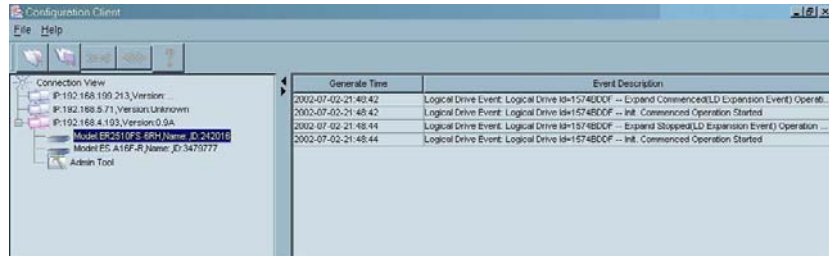 Configuration Client
File Help
Connection View
IP:192.168.199.213,Version: ...
IP:192.168.5.71,Version:Unknown
IP:192.168.4.193,Version:0.9A
Model:ER2510FS-6RH,Name: ,ID:242016
Model:ES A16F-R,Name: ,ID:3479777
Admin Tool
Generate Time Event Description
2002-07-02-21:48:42 Logical Drive Event: Logical Drive Id=1574BDDF -- Expand Commenced(LD Expansion Event) Operati...
2002-07-02-21:48:42 Logical Drive Event: Logical Drive Id=1574BDDF -- Init. Commenced Operation Started
2002-07-02-21:48:44 Logical Drive Event: Logical Drive Id=1574BDDF -- Expand Stopped(LD Expansion Event) Operation ...
2002-07-02-21:48:44 Logical Drive Event: Logical Drive Id=1574BDDF -- Init. Commenced Operation Started